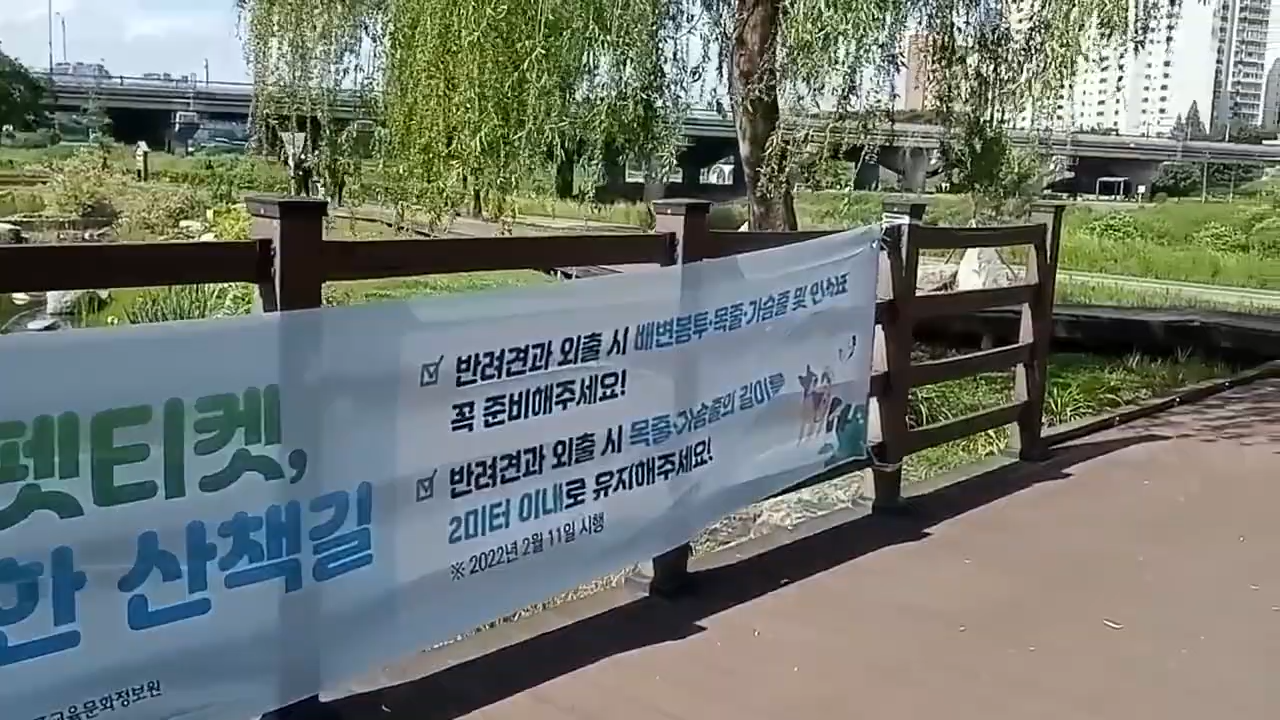 펫티켓,
한 산책길
교육문화정보원
반려견과 외출 시 배변봉투·목줄·가슴줄 및 인식표
꼭 준비해주세요!
반려견과 외출 시 목줄·가슴줄의 길이를
2미터 이내로 유지해주세요!
※ 2022년 2월 11일 시행